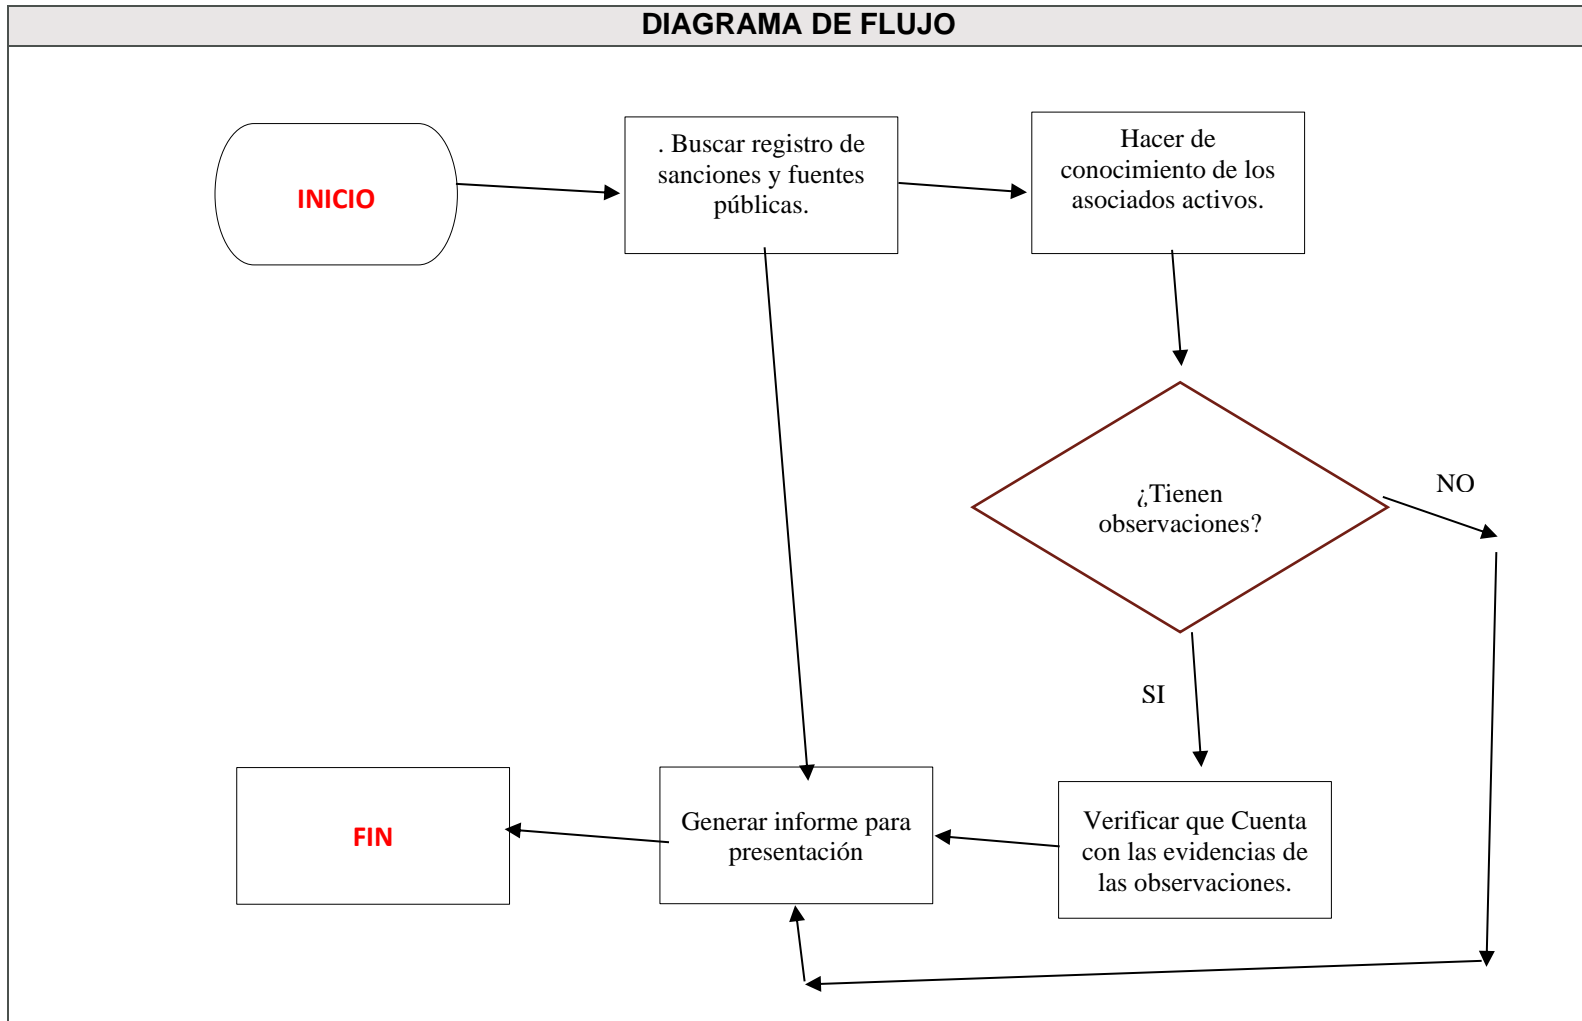 DIAGRAMA DE FLUJO
INICIO
. Buscar registro de
sanciones y fuentes
públicas.
Hacer de
conocimiento de los
asociados activos.
¿Tienen
observaciones?
NO
SI
FIN
Generar informe para
presentación
Verificar que Cuenta
con las evidencias de
las observaciones.